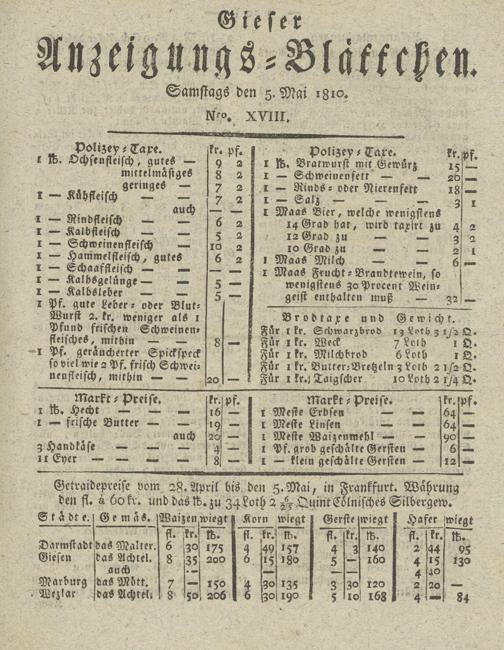 Gieser
Anzeigungs-Blättchen.
Samstags den 5. Mai 1810.
Nro. XVIII.
Polizey-Taxe. kr. pf.
1 ℔. Ochsenfleisch, gutes — 9 2
mittelmäsiges 8 2
geringes — 7 2
1 — Kühfleisch — — 7 2
auch — — —
1 — Rindfleisch — — 6 2
1 — Kalbfleisch — — 5 2
1 — Schweinenfleisch — 10 2
1 — Hammelfleisch, gutes 6 2
1 — Schaaffleisch — — — —
1 — Kalbsgelünge — — 5 —
1 — Kalbsleber — — 5 —
1 Pf. gute Leber- oder Blut-
Wurst 2 kr. weniger als 1
Pfund frischen Schweinen-
fleisches, mithin — — 8 —
1 Pf. geräucherter Spickspeck
so viel wie 2 Pf. frisch Schwei-
nenfleisch, mithin — — 20 —
Polizey-Taxe. kr. pf.
1 ℔. Bratwurst mit Gewürz 15 —
1 — Schweinenfett — — 20 —
1 — Rinds- oder Nierenfett 18 —
1 — Salz — — — 3 1
1 Maas Bier, welche wenigstens
14 Grad hat, wird taxirt zu 4 2
12 Grad zu — — 3 2
10 Grad zu — — 2 1
1 Maas Milch — — 6 —
1 Maas Feucht-Brandtewein, so
wenigstens 30 Procent Wein-
geist enthalten muß — 32 —
Brodtaxe und Gewicht.
Für 1 kr. Schwarzbrod 13 Loth 3 1/2 Q.
Für 1 kr. Weck 7 Loth 1 Q.
Für 1 kr. Milchbrod 6 Loth 1 Q.
Für 1 kr. Butter-Bretzeln 3 Loth 2 1/2 Q.
Für 1 kr. Taigscher 10 Loth 2 1/4 Q.
Markt-Preise. kr. pf.
1 ℔. Hecht — — 16 —
1 — frische Butter — — 19 —
auch 20 —
3 Handkäse — — 4 —
11 Eyer — — — 8 —
Markt-Preise. kr. pf.
1 Meste Erbsen — — 64 —
1 Meste Linsen — — 64 —
1 Meste Waizenmehl — 90 —
1 Pf. grob geschälte Gersten 6 —
1 — klein geschälte Gersten — 12 —
Getraidepreise vom 28. April bis den 5. Mai, in Frankfurt. Währung
den fl. à 60 kr. und das ℔. zu 34 Loth 2 Quint Cölnisches Silbergew.
Städte. Gemäs. Waizen wiegt Korn wiegt Gerste wiegt Hafer wiegt
fl. kr. ℔. fl. kr. ℔. fl. kr. ℔. fl. kr. ℔.
Darmstadt das Malter. 6 30 175 4 49 157 4 3 140 2 44 95
Giesen das Achtel. 8 35 200 6 15 180 5 — 160 4 15 130
auch — — — — — — 4 40
Marburg das Mött. 7 — 150 4 30 135 3 30 120 2 20 —
Wezlar das Achtel. 8 50 206 6 30 190 5 10 168 4 — 84